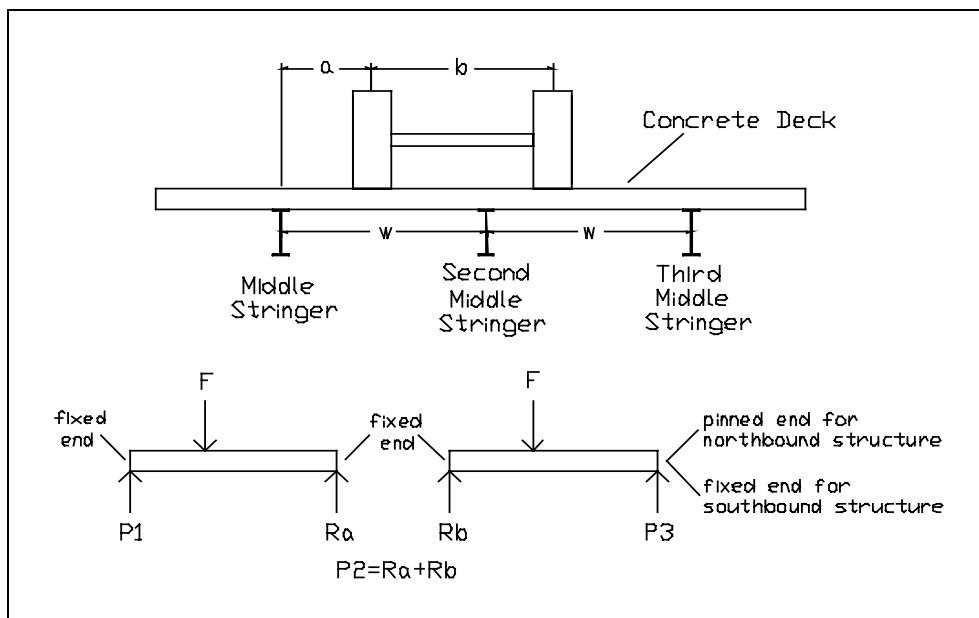 a
b
Concrete Deck
w
w
Middle
Stringer
Second
Middle
Stringer
Third
Middle
Stringer
F
F
fixed
end
fixed
end
pinned end for
northbound structure
fixed end for
southbound structure
P1
Ra
Rb
P3
P2=Ra+Rb